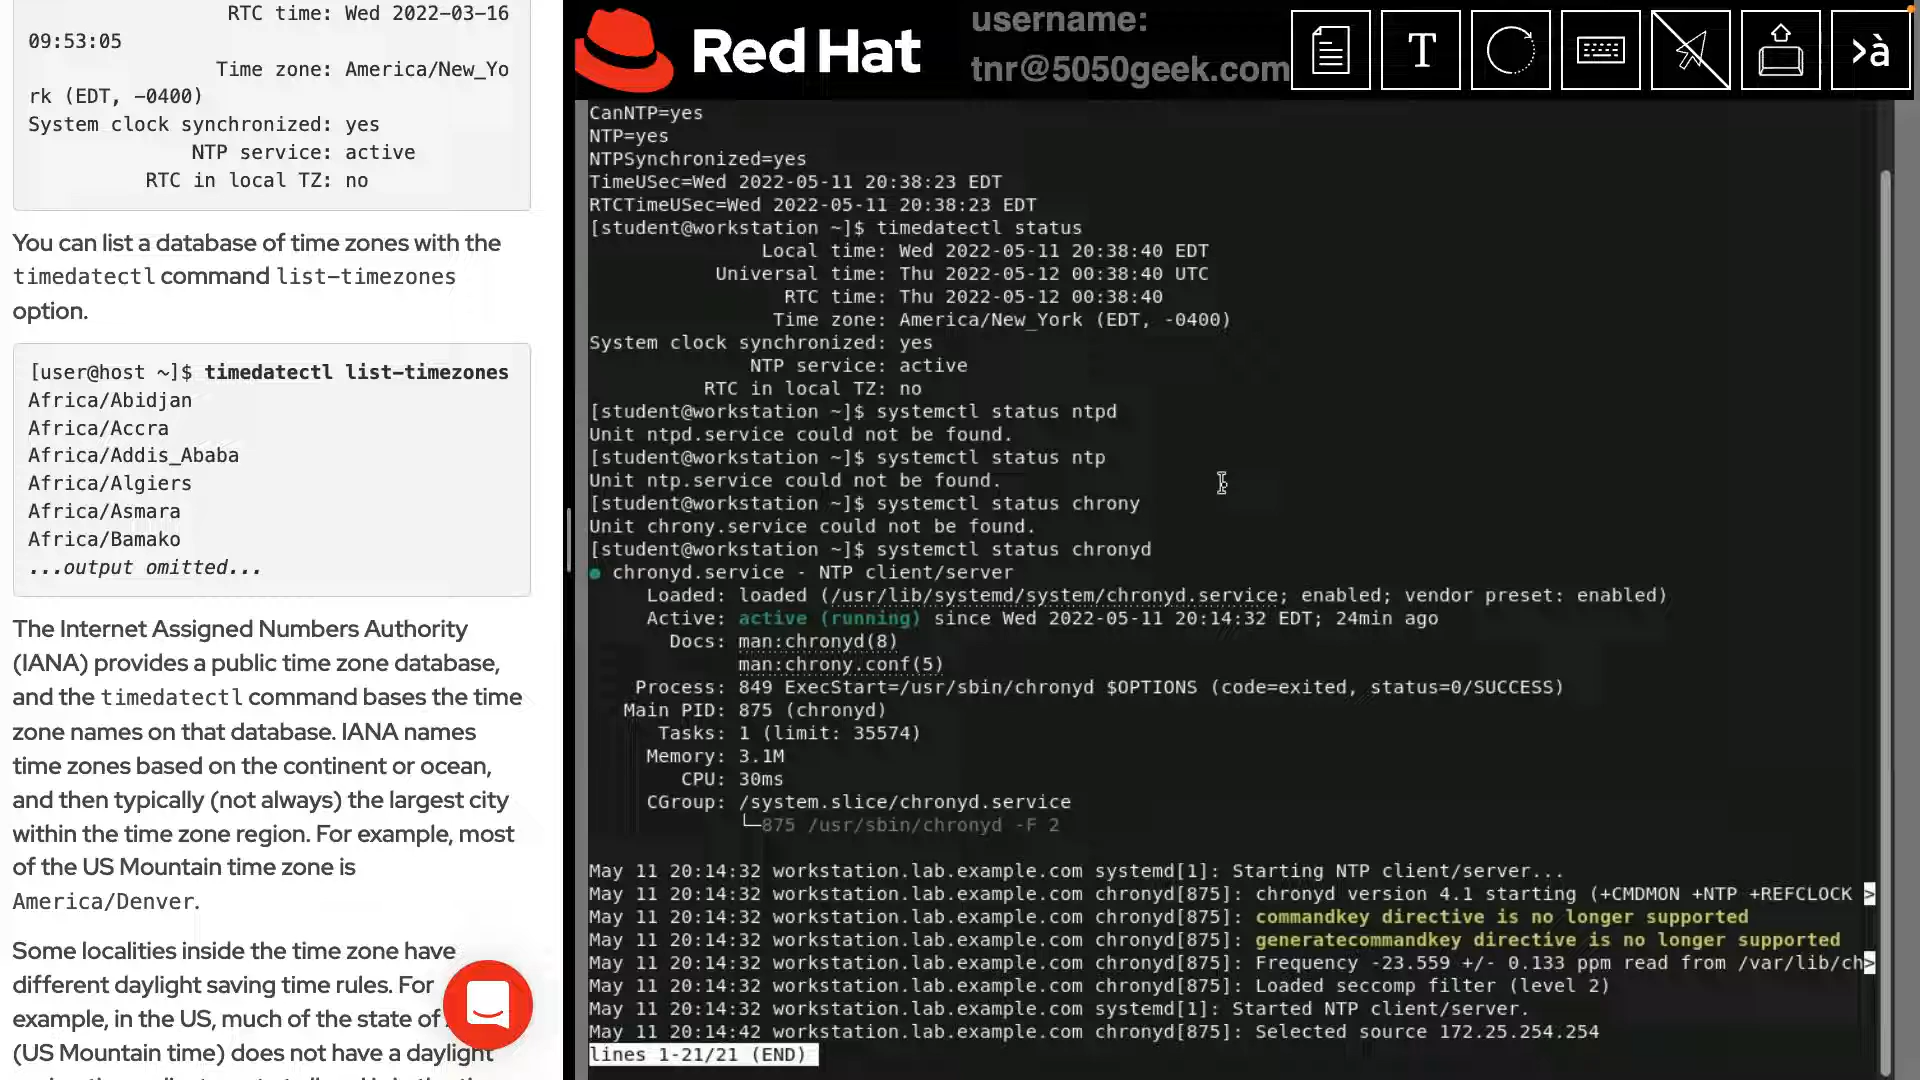 RTC time: Wed 2022-03-16
09:53:05
Time zone: America/New_Yo
rk (EDT, -0400)
System clock synchronized: yes
NTP service: active
RTC in local TZ: no
You can list a database of time zones with the
timedatectl command list-timezones
option.
[user@host ~]$ timedatectl list-timezones
Africa/Abidjan
Africa/Accra
Africa/Addis_Ababa
Africa/Algiers
Africa/Asmara
Africa/Bamako
...output omitted...
The Internet Assigned Numbers Authority
(IANA) provides a public time zone database,
and the timedatectl command bases the time
zone names on that database. IANA names
time zones based on the continent or ocean,
and then typically (not always) the largest city
within the time zone region. For example, most
of the US Mountain time zone is
America/Denver.
Some localities inside the time zone have
different daylight saving time rules. For
example, in the US, much of the state of
(US Mountain time) does not have a daylight
Red Hat
username:
tnr@5050geek.com
T
>à
CanNTP=yes
NTP=yes
NTPSynchronized=yes
TimeUSec=Wed 2022-05-11 20:38:23 EDT
RTCTimeUSec=Wed 2022-05-11 20:38:23 EDT
[student@workstation ~]$ timedatectl status
Local time: Wed 2022-05-11 20:38:40 EDT
Universal time: Thu 2022-05-12 00:38:40 UTC
RTC time: Thu 2022-05-12 00:38:40
Time zone: America/New_York (EDT, -0400)
System clock synchronized: yes
NTP service: active
RTC in local TZ: no
[student@workstation ~]$ systemctl status ntpd
Unit ntpd.service could not be found.
[student@workstation ~]$ systemctl status ntp
Unit ntp.service could not be found.
[student@workstation ~]$ systemctl status chrony
Unit chrony.service could not be found.
[student@workstation ~]$ systemctl status chronyd
● chronyd.service - NTP client/server
Loaded: loaded (/usr/lib/systemd/system/chronyd.service; enabled; vendor preset: enabled)
Active: active (running) since Wed 2022-05-11 20:14:32 EDT; 24min ago
Docs: man:chronyd(8)
man:chrony.conf(5)
Process: 849 ExecStart=/usr/sbin/chronyd $OPTIONS (code=exited, status=0/SUCCESS)
Main PID: 875 (chronyd)
Tasks: 1 (limit: 35574)
Memory: 3.1M
CPU: 30ms
CGroup: /system.slice/chronyd.service
└─875 /usr/sbin/chronyd -F 2
May 11 20:14:32 workstation.lab.example.com systemd[1]: Starting NTP client/server...
May 11 20:14:32 workstation.lab.example.com chronyd[875]: chronyd version 4.1 starting (+CMDMON +NTP +REFCLOCK >
May 11 20:14:32 workstation.lab.example.com chronyd[875]: commandkey directive is no longer supported
May 11 20:14:32 workstation.lab.example.com chronyd[875]: generatecommandkey directive is no longer supported
May 11 20:14:32 workstation.lab.example.com chronyd[875]: Frequency -23.559 +/- 0.133 ppm read from /var/lib/ch>
May 11 20:14:32 workstation.lab.example.com chronyd[875]: Loaded seccomp filter (level 2)
May 11 20:14:32 workstation.lab.example.com systemd[1]: Started NTP client/server.
May 11 20:14:42 workstation.lab.example.com chronyd[875]: Selected source 172.25.254.254
lines 1-21/21 (END)